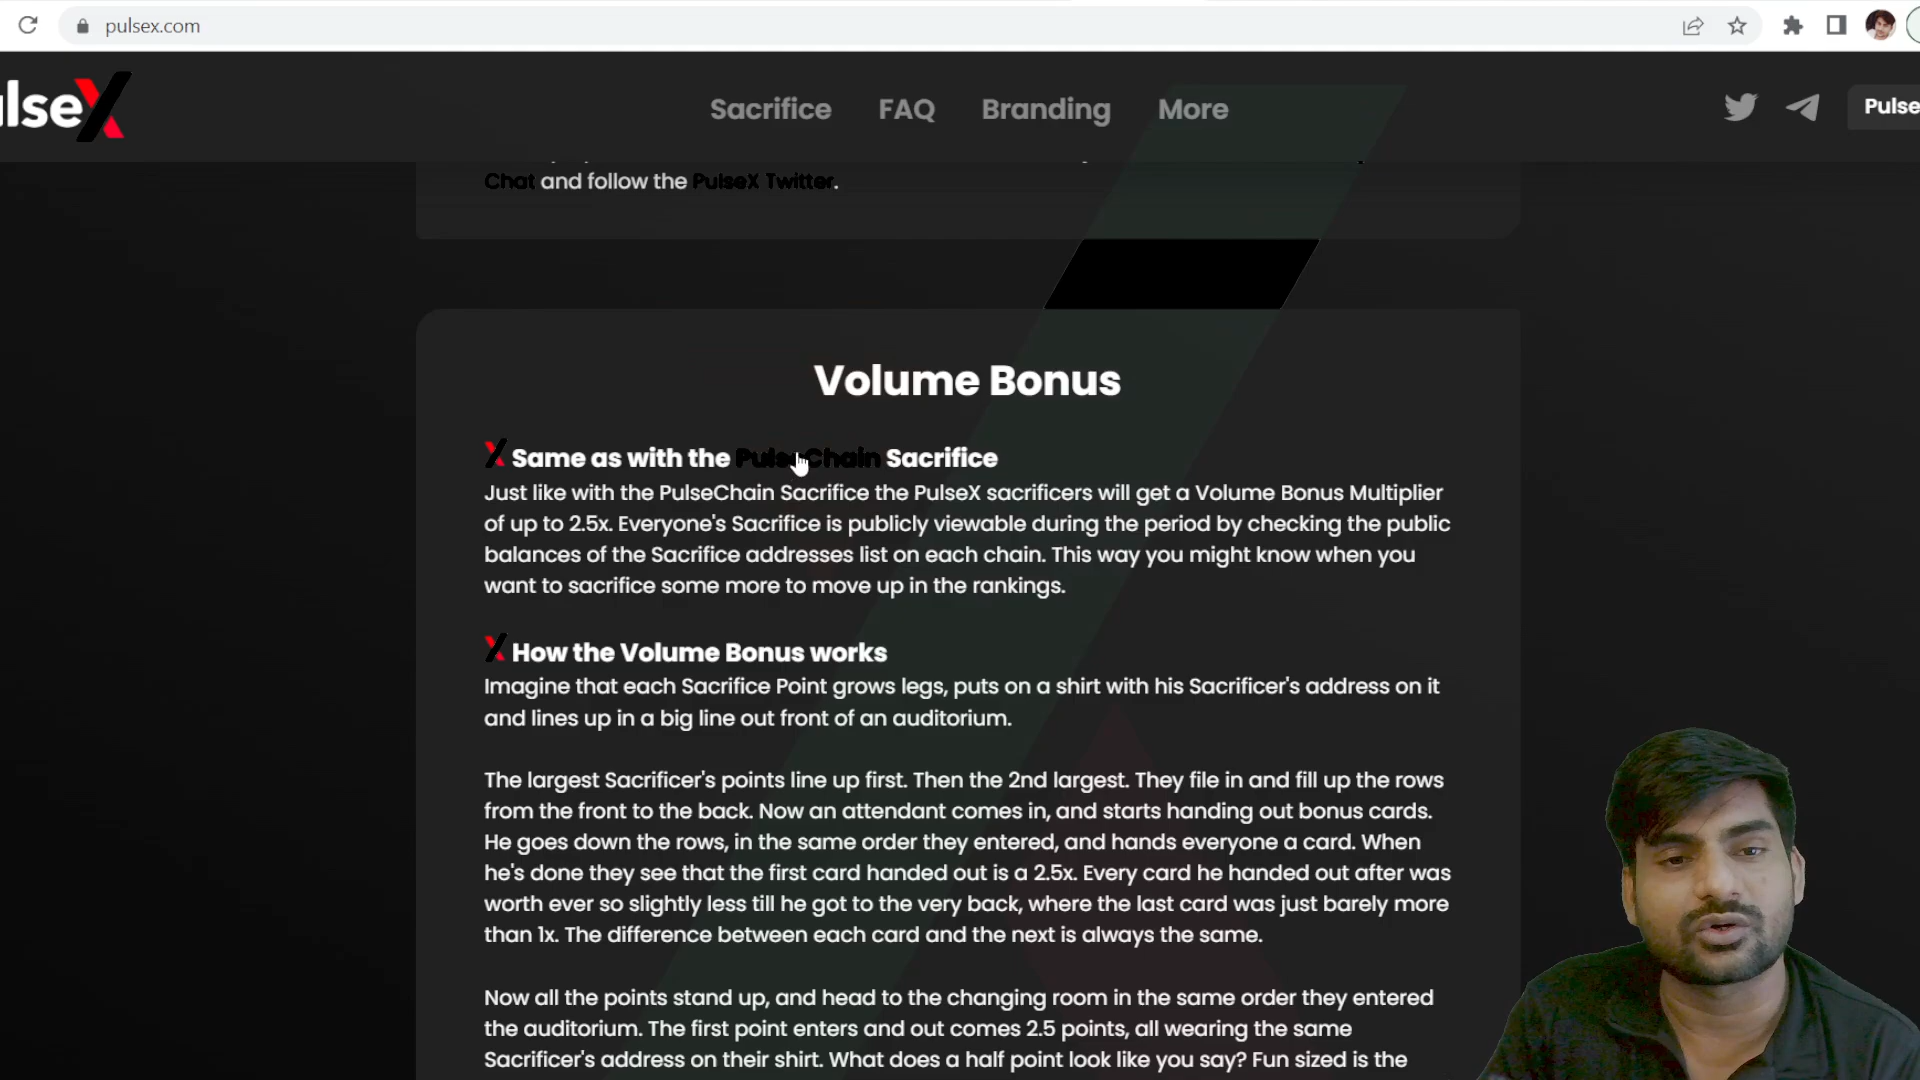 pulsex.com
lseX
Sacrifice FAQ Branding More
Pulse
Chat and follow the PulseX Twitter.
Volume Bonus
Same as with the PulseChain Sacrifice
Just like with the PulseChain Sacrifice the PulseX sacrificers will get a Volume Bonus Multiplier
of up to 2.5x. Everyone's Sacrifice is publicly viewable during the period by checking the public
balances of the Sacrifice addresses list on each chain. This way you might know when you
want to sacrifice some more to move up in the rankings.
How the Volume Bonus works
Imagine that each Sacrifice Point grows legs, puts on a shirt with his Sacrificer's address on it
and lines up in a big line out front of an auditorium.
The largest Sacrificer's points line up first. Then the 2nd largest. They file in and fill up the rows
from the front to the back. Now an attendant comes in, and starts handing out bonus cards.
He goes down the rows, in the same order they entered, and hands everyone a card. When
he's done they see that the first card handed out is a 2.5x. Every card he handed out after was
worth ever so slightly less till he got to the very back, where the last card was just barely more
than 1x. The difference between each card and the next is always the same.
Now all the points stand up, and head to the changing room in the same order they entered
the auditorium. The first point enters and out comes 2.5 points, all wearing the same
Sacrificer's address on their shirt. What does a half point look like you say? Fun sized is the